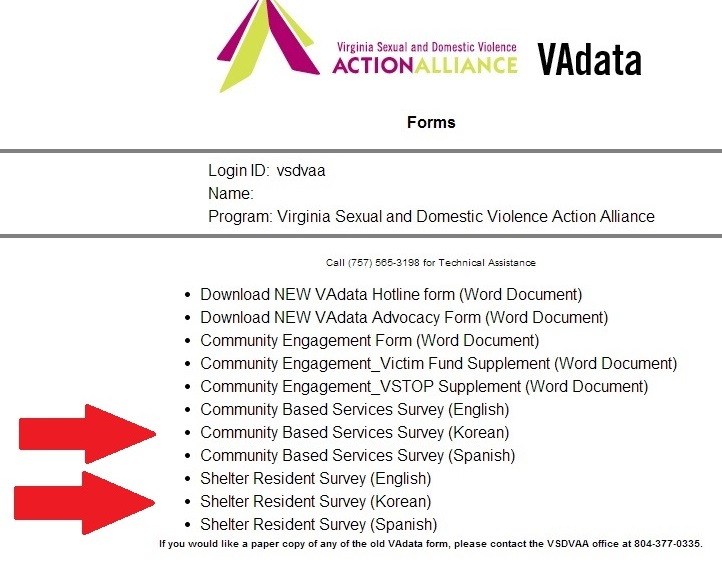 Virginia Sexual and Domestic Violence
ACTIONALLIANCE VAdata
Forms
Login ID: vsdvaa
Name:
Program: Virginia Sexual and Domestic Violence Action Alliance
Call (757) 565-3198 for Technical Assistance
• Download NEW VAdata Hotline form (Word Document)
• Download NEW VAdata Advocacy Form (Word Document)
• Community Engagement Form (Word Document)
• Community Engagement_Victim Fund Supplement (Word Document)
• Community Engagement_VSTOP Supplement (Word Document)
• Community Based Services Survey (English)
• Community Based Services Survey (Korean)
• Community Based Services Survey (Spanish)
• Shelter Resident Survey (English)
• Shelter Resident Survey (Korean)
• Shelter Resident Survey (Spanish)
If you would like a paper copy of any of the old VAdata form, please contact the VSDVAA office at 804-377-0335.